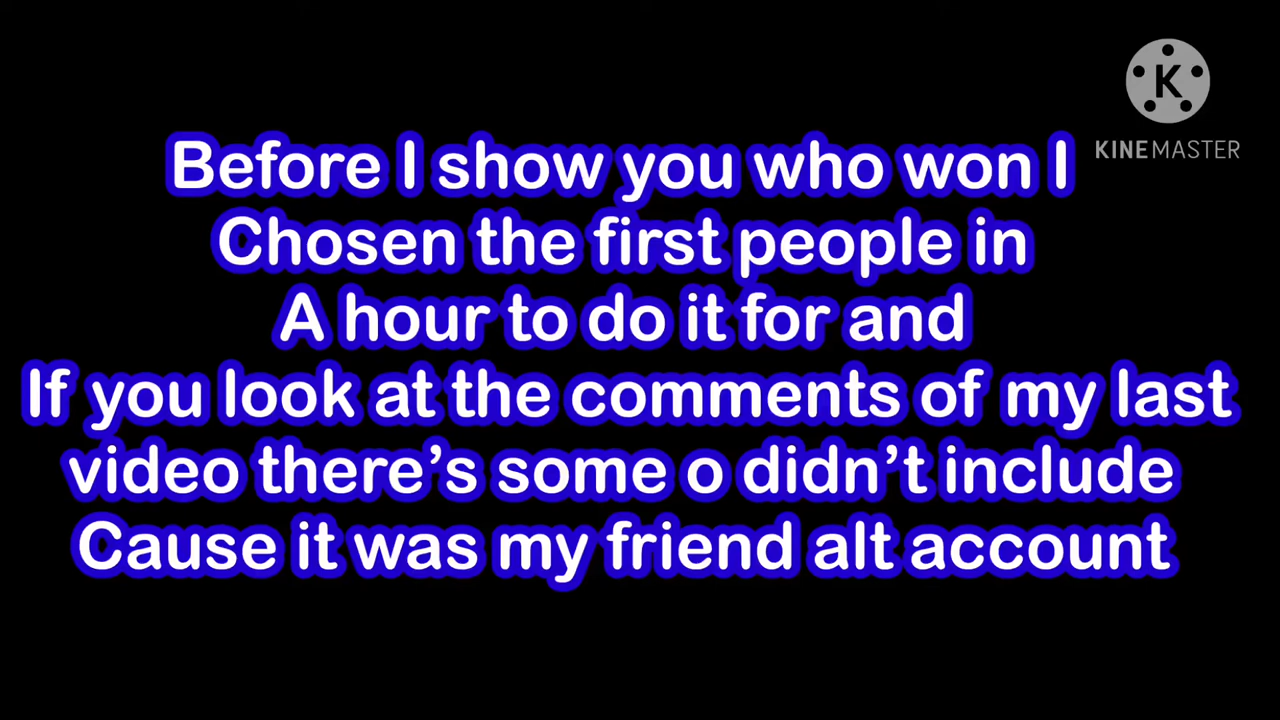 K
KINEMASTER
Before I show you who won I
Chosen the first people in
A hour to do it for and
If you look at the comments of my last
video there’s some o didn’t include
Cause it was my friend alt account